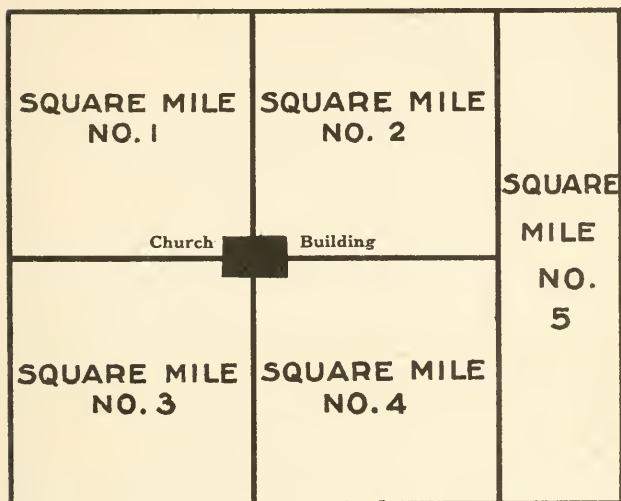 SQUARE MILE
NO. 1
SQUARE MILE
NO. 2
SQUARE
MILE
NO.
5
Church Building
SQUARE MILE
NO. 3
SQUARE MILE
NO. 4